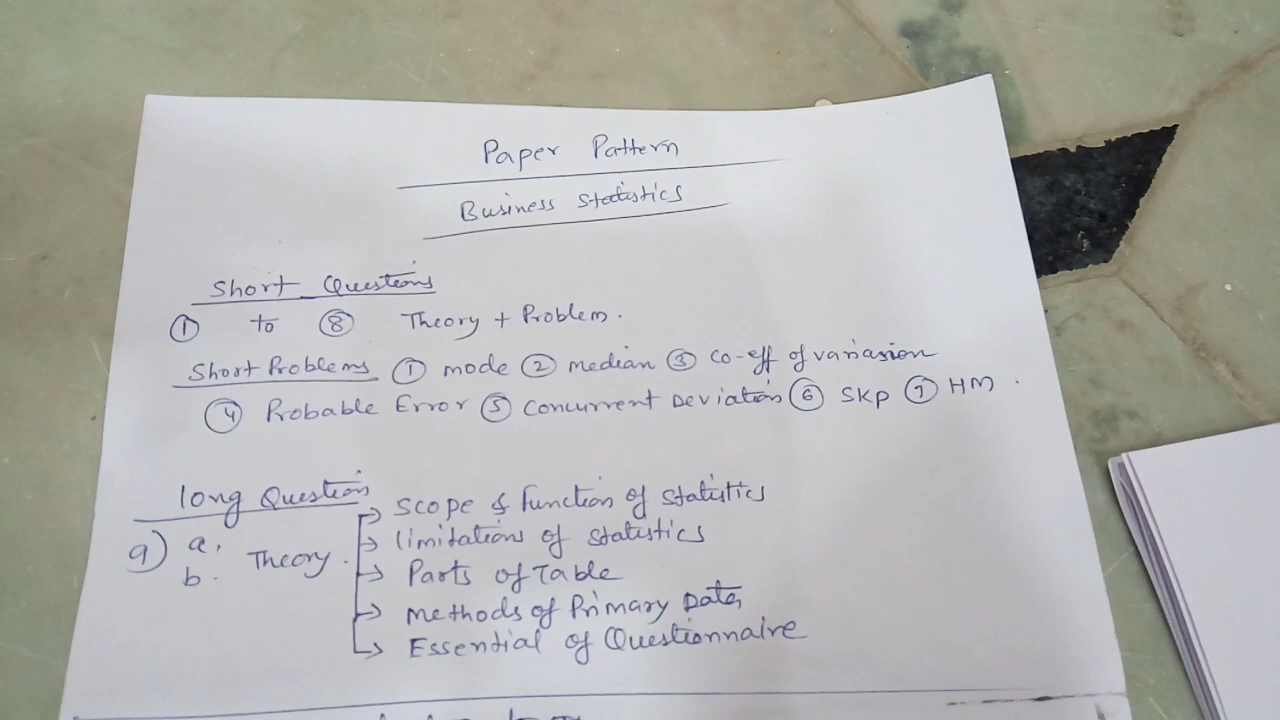 Paper Pattern
Business Statistics
Short Questions
① to ⑧ Theory + Problem.
Short Problems ① mode ② median ③ co-eff of variasion
④ Probable Error ⑤ concurrent Deviation ⑥ SKP ⑦ HM.
long Question
9) a, Theory. → scope & function of statistics
b. → limitations of statistics
→ Parts of Table
→ methods of Primary Data
→ Essential of Questionnaire